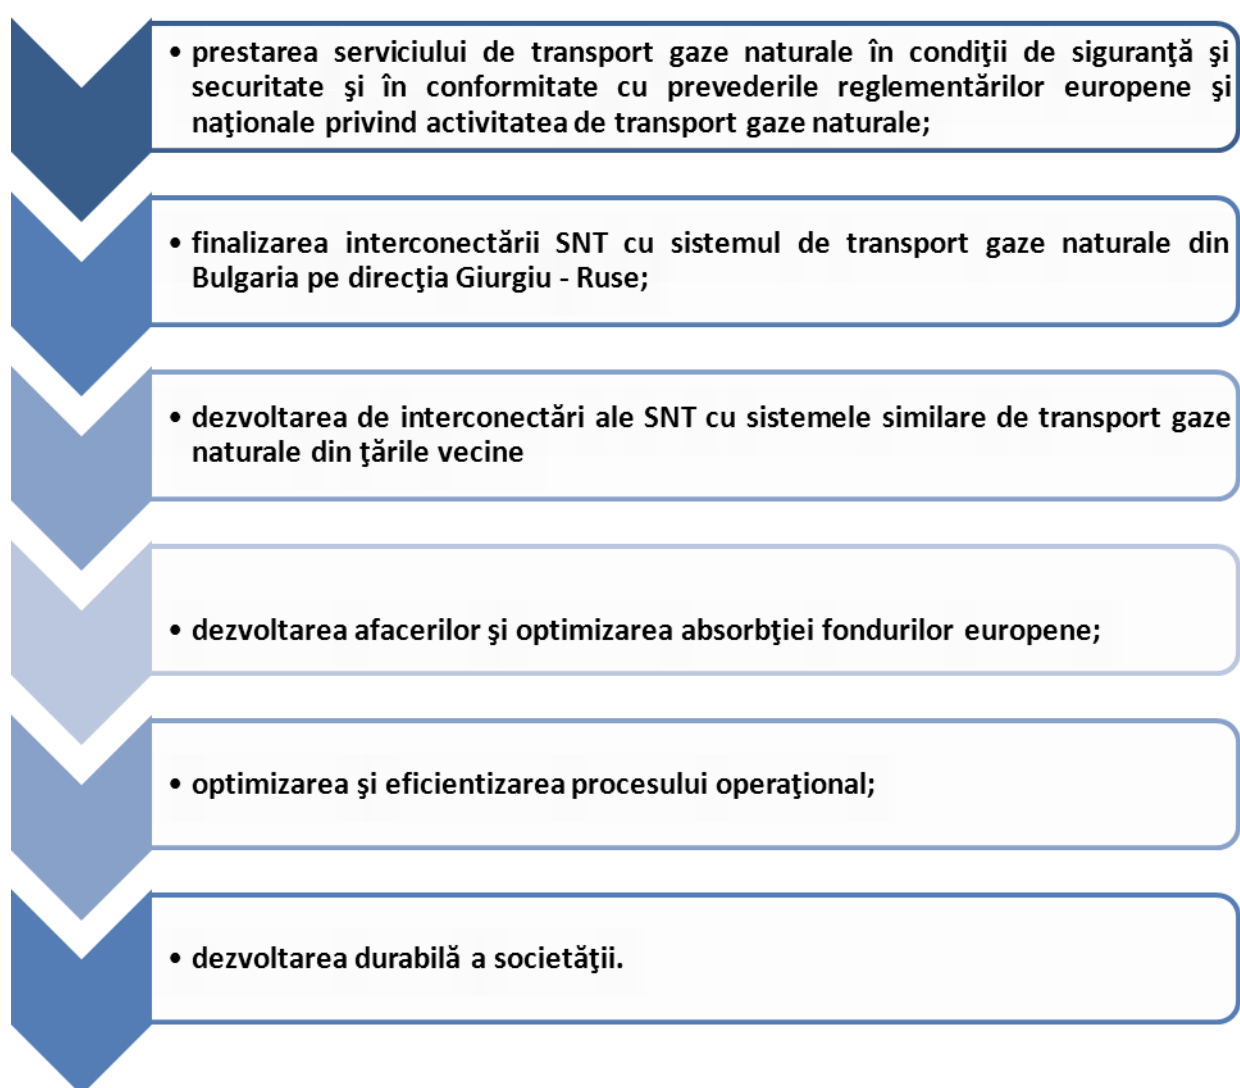 • prestarea serviciului de transport gaze naturale în condiţii de siguranţă şi
securitate şi în conformitate cu prevederile reglementărilor europene şi
naţionale privind activitatea de transport gaze naturale;
• finalizarea interconectării SNT cu sistemul de transport gaze naturale din
Bulgaria pe direcţia Giurgiu - Ruse;
• dezvoltarea de interconectări ale SNT cu sistemele similare de transport gaze
naturale din ţările vecine
• dezvoltarea afacerilor şi optimizarea absorbţiei fondurilor europene;
• optimizarea şi eficientizarea procesului operaţional;
• dezvoltarea durabilă a societăţii.